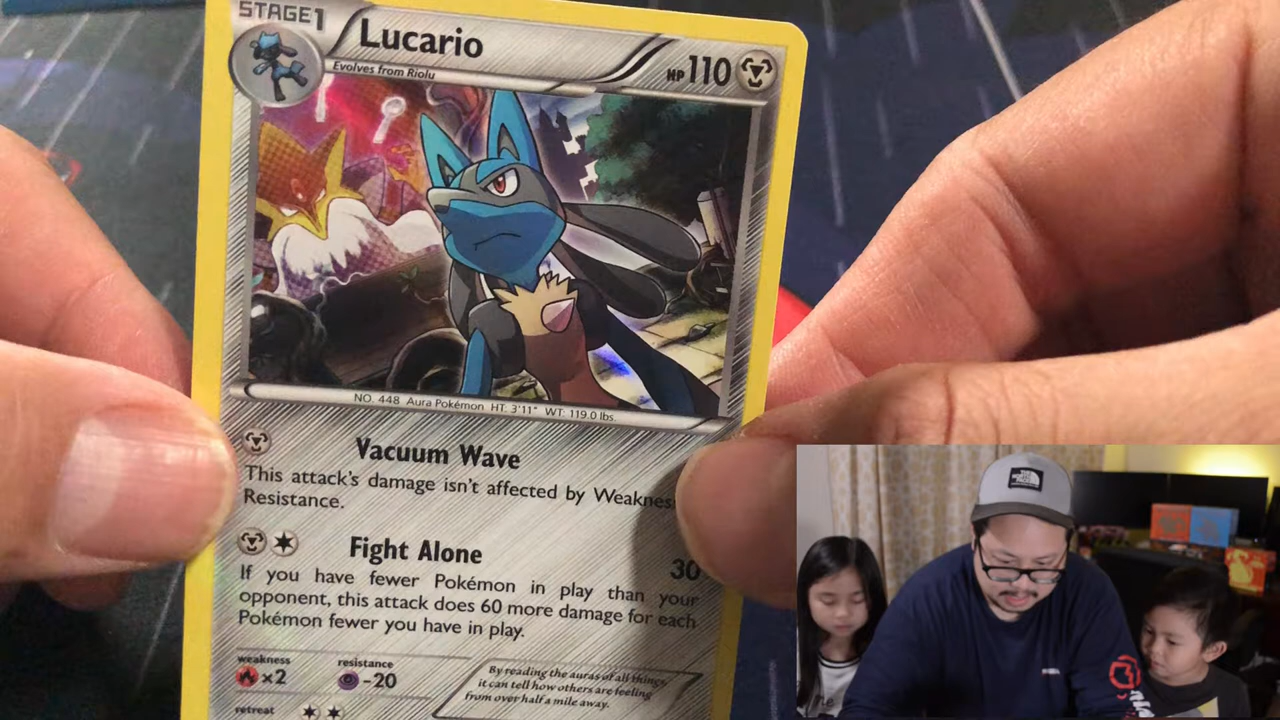 STAGE1
Lucario
HP110
Evolves from Riolu
NO. 448 Aura Pokémon HT: 3'11" WT: 119.0 lbs.
Vacuum Wave
This attack's damage isn't affected by
Resistance.
Fight Alone
30
If you have fewer Pokémon in play than your
opponent, this attack does 60 more damage for each
Pokémon fewer you have in play.
weakness
×2
resistance
-20
By reading the auras of all things,
it can tell how others are feeling
from over half a mile away.
retreat
THE
NORTH
FACE